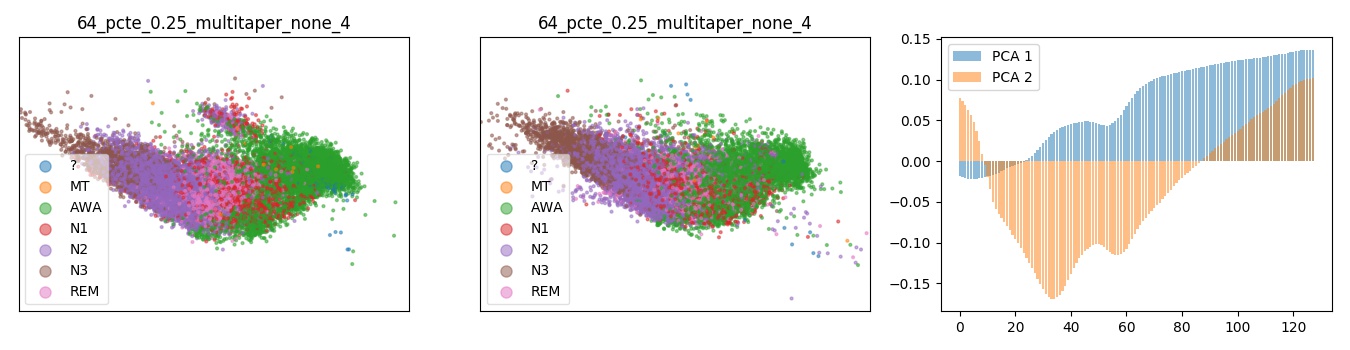 64_pcte_0.25_multitaper_none_4
?
MT
AWA
N1
N2
N3
REM
64_pcte_0.25_multitaper_none_4
?
MT
AWA
N1
N2
N3
REM
PCA 1
PCA 2
0.15
0.10
0.05
0.00
−0.05
−0.10
−0.15
0 20 40 60 80 100 120